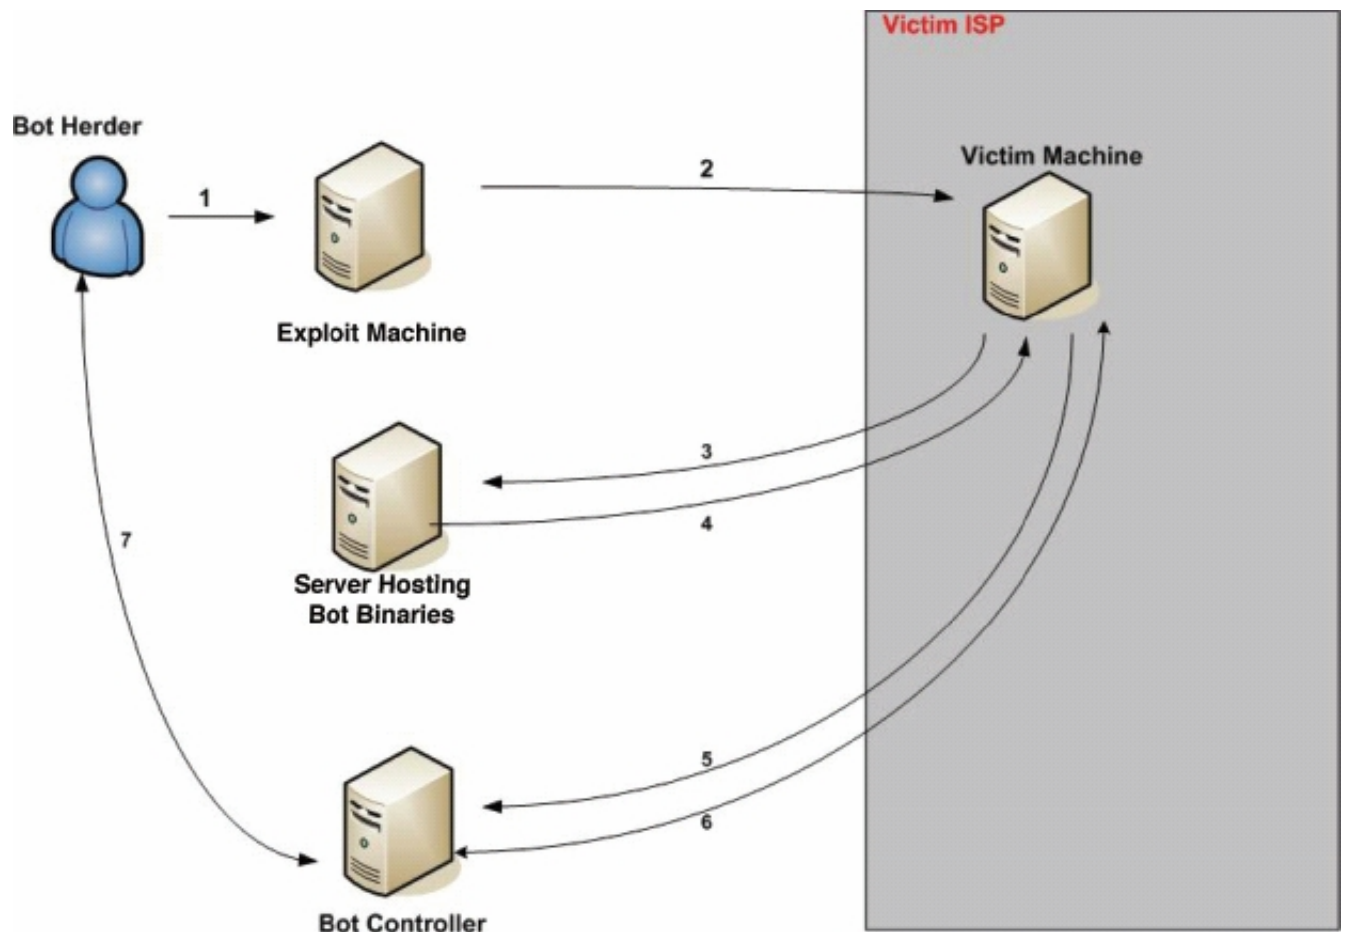 Victim ISP
Bot Herder
Victim Machine
1
2
Exploit Machine
3
4
7
Server Hosting
Bot Binaries
5
6
Bot Controller